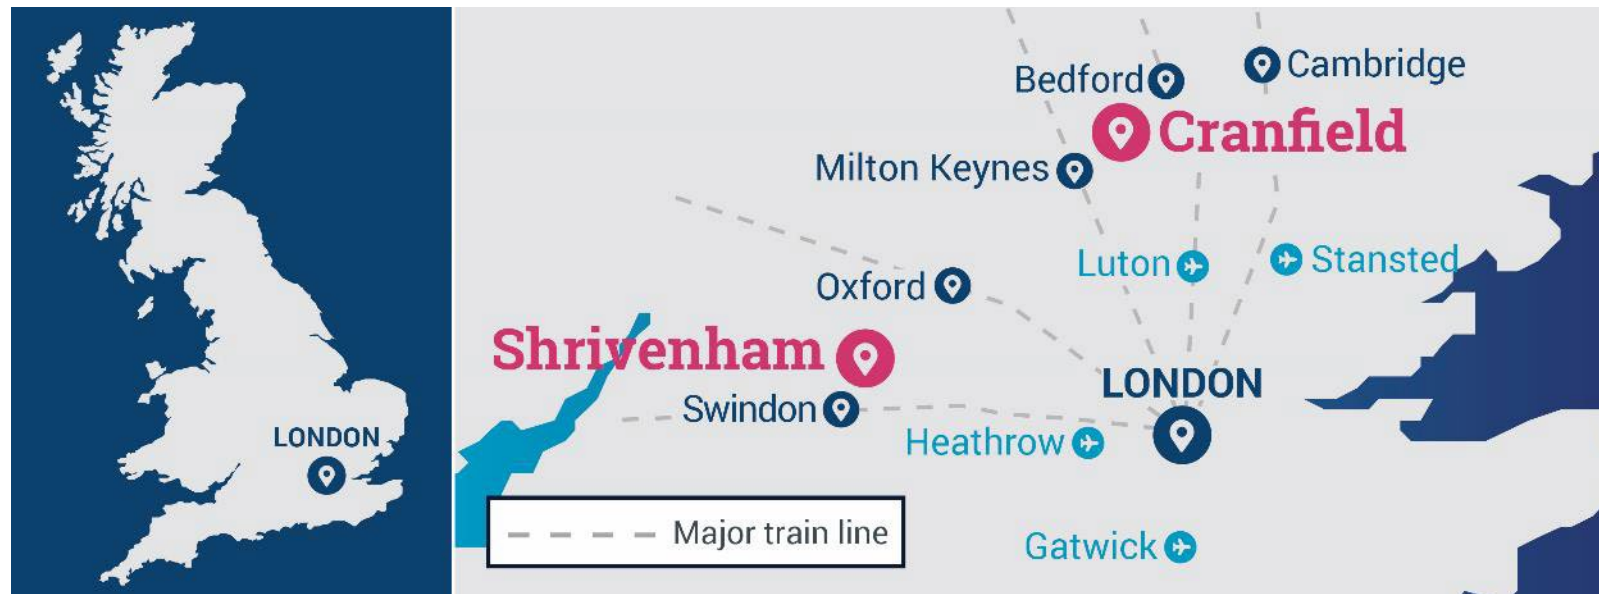 LONDON
Bedford
Cambridge
Cranfield
Milton Keynes
Luton
Stansted
Oxford
Shrivenham
LONDON
Swindon
Heathrow
Major train line
Gatwick